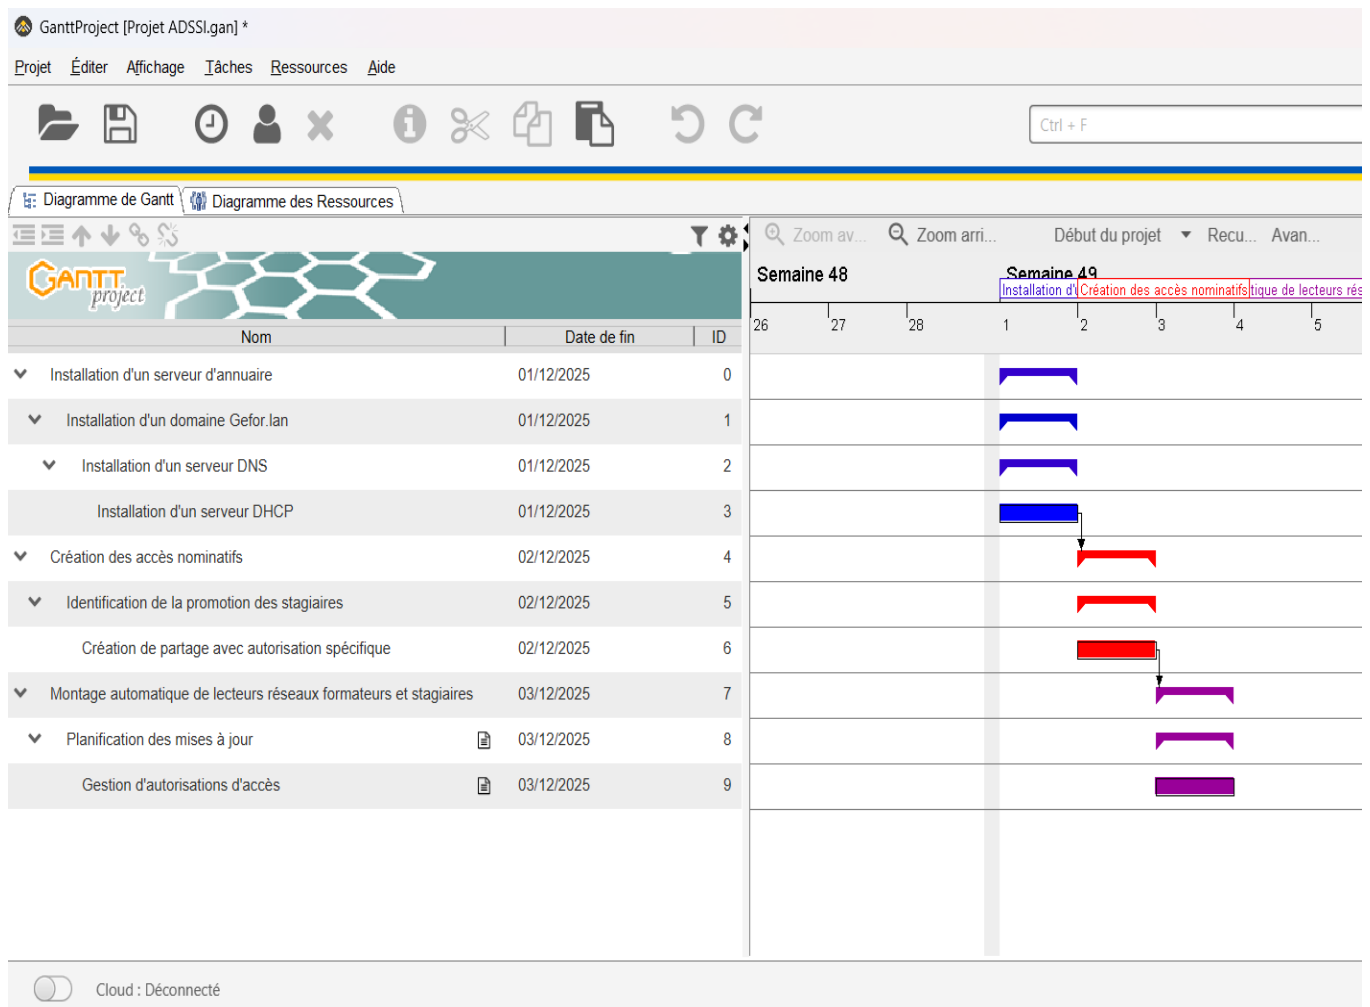 GanttProject [Projet ADSSI.gan] *
Projet Éditer Affichage Tâches Ressources Aide
Ctrl + F
Diagramme de Gantt Diagramme des Ressources
Zoom av... Zoom arri... Début du projet Recu... Avan...
GANTT project
Semaine 48 Semaine 49
Installation d'u Création des accès nominatifs tique de lecteurs rés
26 27 28 1 2 3 4 5
Nom Date de fin ID
Installation d'un serveur d'annuaire 01/12/2025 0
Installation d'un domaine Gefor.lan 01/12/2025 1
Installation d'un serveur DNS 01/12/2025 2
Installation d'un serveur DHCP 01/12/2025 3
Création des accès nominatifs 02/12/2025 4
Identification de la promotion des stagiaires 02/12/2025 5
Création de partage avec autorisation spécifique 02/12/2025 6
Montage automatique de lecteurs réseaux formateurs et stagiaires 03/12/2025 7
Planification des mises à jour 03/12/2025 8
Gestion d'autorisations d'accès 03/12/2025 9
Cloud : Déconnecté